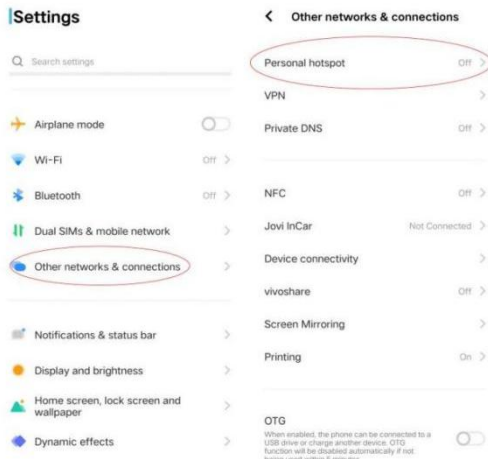 Settings
Search settings
Airplane mode
Wi-Fi Off
Bluetooth Off
Dual SIMs & mobile network
Other networks & connections
Notifications & status bar
Display and brightness
Home screen, lock screen and
wallpaper
Dynamic effects
Other networks & connections
Personal hotspot Off
VPN
Private DNS Off
NFC Off
Jovi InCar Not Connected
Device connectivity
vivoshare Off
Screen Mirroring
Printing On
OTG
When enabled, the phone can be connected to a
USB drive or charge another device. OTG
function will be disabled automatically if not